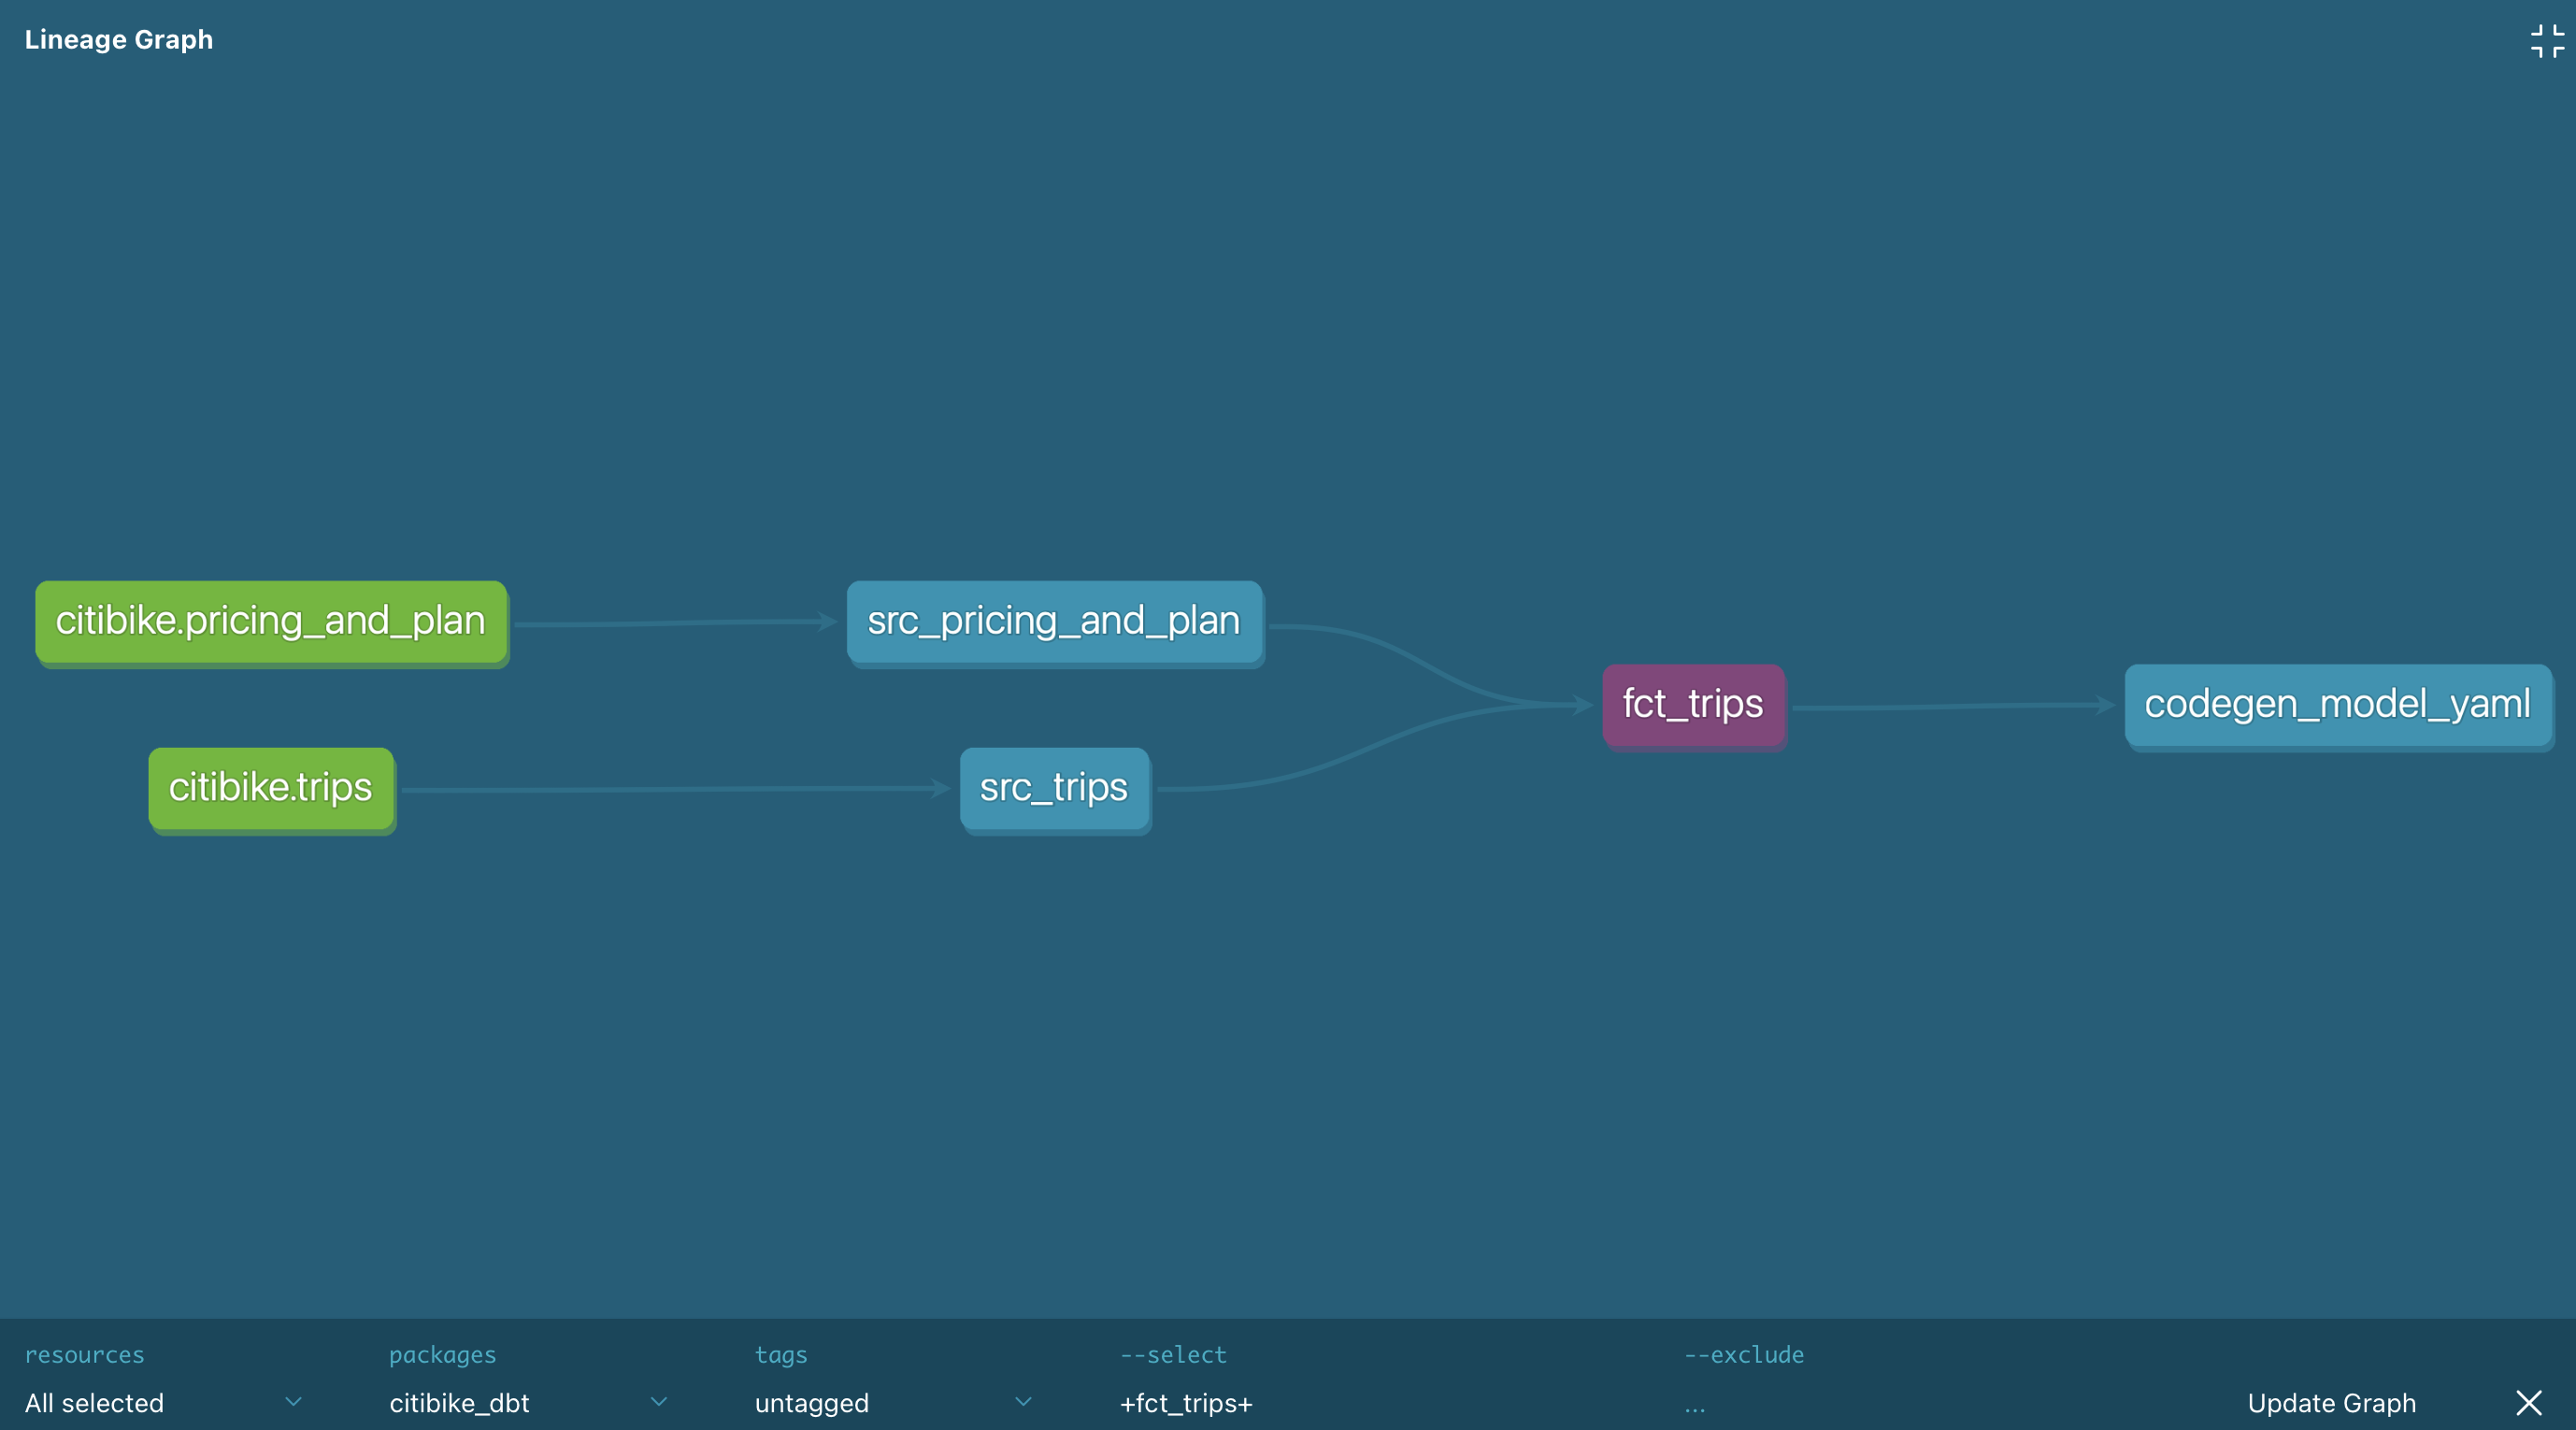 Lineage Graph
citibike.pricing_and_plan
src_pricing_and_plan
fct_trips
codegen_model_yaml
citibike.trips
src_trips
resources
packages
tags
--select
--exclude
All selected
citibike_dbt
untagged
+fct_trips+
...
Update Graph